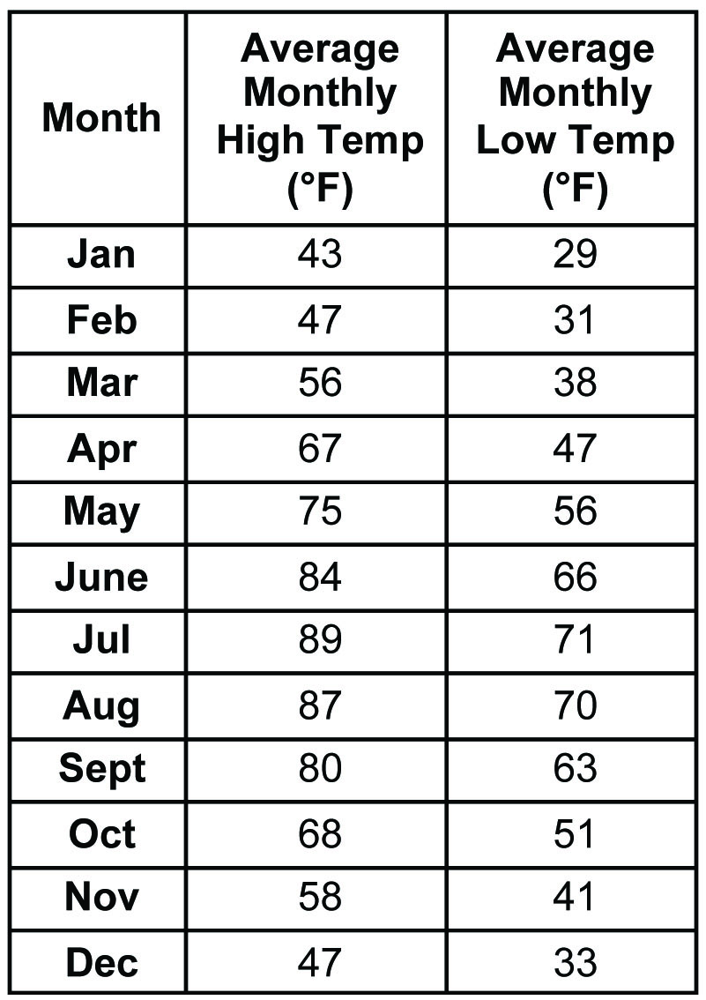 Month
Average
Monthly
High Temp
(°F)
Average
Monthly
Low Temp
(°F)
Jan 43 29
Feb 47 31
Mar 56 38
Apr 67 47
May 75 56
June 84 66
Jul 89 71
Aug 87 70
Sept 80 63
Oct 68 51
Nov 58 41
Dec 47 33